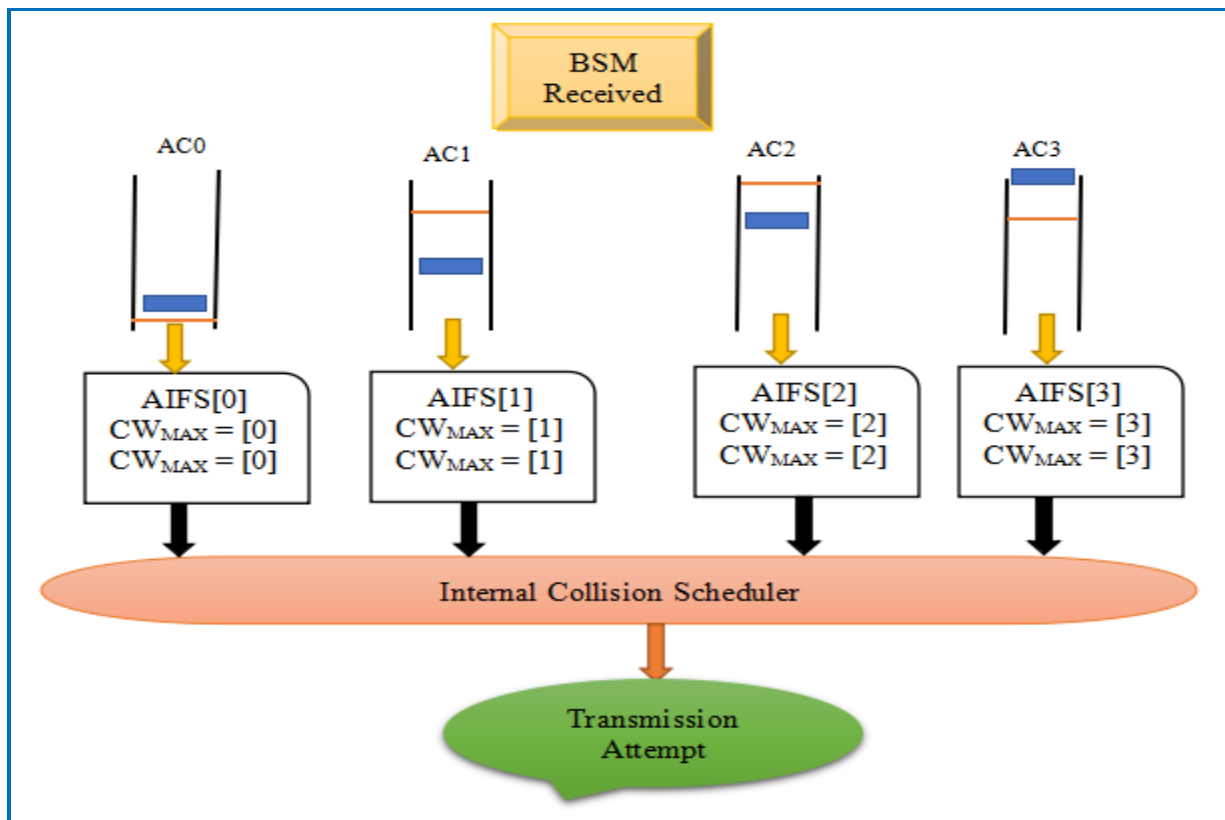 BSM
Received
AC0
AC1
AC2
AC3
AIFS[0]
CWMAX = [0]
CWMAX = [0]
AIFS[1]
CWMAX = [1]
CWMAX = [1]
AIFS[2]
CWMAX = [2]
CWMAX = [2]
AIFS[3]
CWMAX = [3]
CWMAX = [3]
Internal Collision Scheduler
Transmission
Attempt